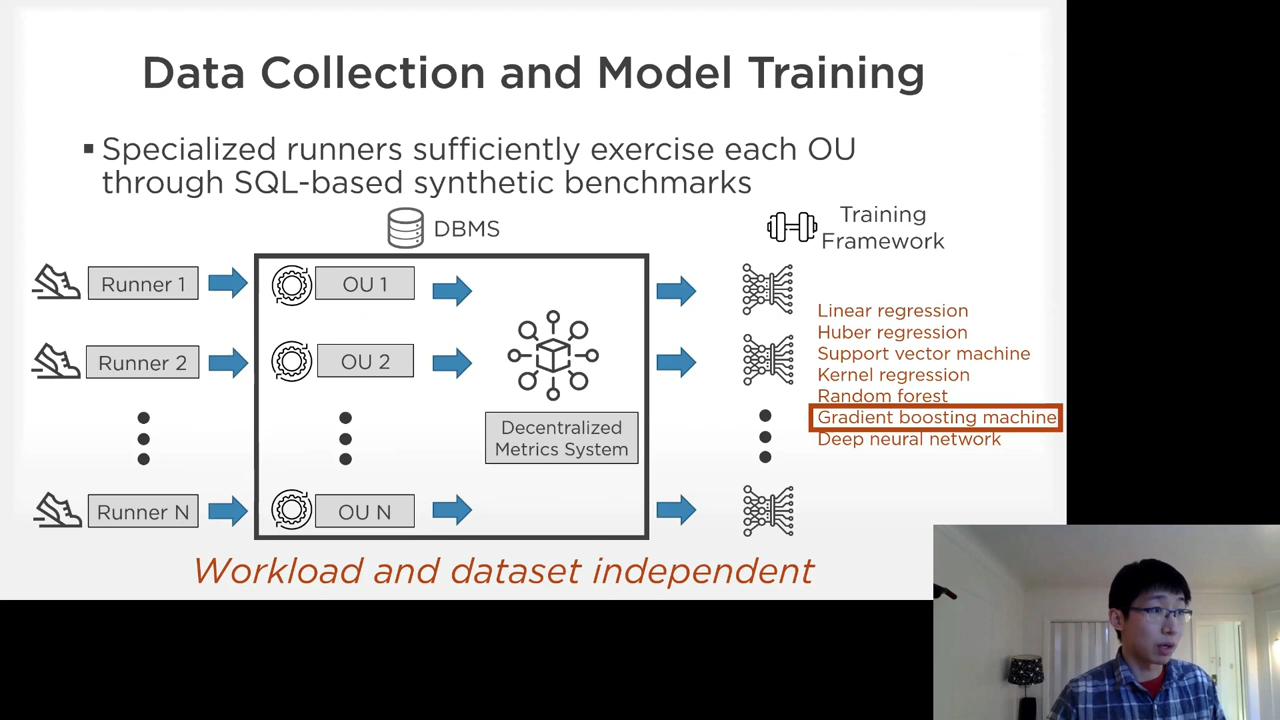 Data Collection and Model Training
▪ Specialized runners sufficiently exercise each OU
through SQL-based synthetic benchmarks
DBMS
Training
Framework
Runner 1
OU 1
Runner 2
OU 2
Runner N
OU N
Decentralized
Metrics System
Linear regression
Huber regression
Support vector machine
Kernel regression
Random forest
Gradient boosting machine
Deep neural network
Workload and dataset independent